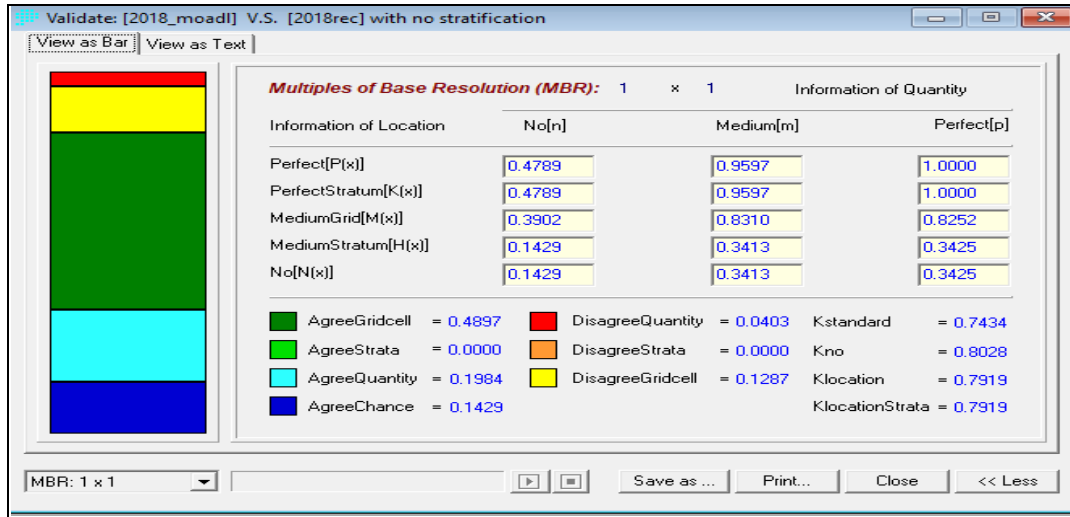 Validate: [2018_moadl] V.S. [2018rec] with no stratification
View as Bar View as Text
Multiples of Base Resolution (MBR): 1 x 1 Information of Quantity
Information of Location No[n] Medium[m] Perfect[p]
Perfect[P(x)] 0.4789 0.9597 1.0000
PerfectStratum[K(x)] 0.4789 0.9597 1.0000
MediumGrid[M(x)] 0.3902 0.8310 0.8252
MediumStratum[H(x)] 0.1429 0.3413 0.3425
No[N(x)] 0.1429 0.3413 0.3425
AgreeGridcell = 0.4897 DisagreeQuantity = 0.0403 Kstandard = 0.7434
AgreeStrata = 0.0000 DisagreeStrata = 0.0000 Kno = 0.8028
AgreeQuantity = 0.1984 DisagreeGridcell = 0.1287 Klocation = 0.7919
AgreeChance = 0.1429 KlocationStrata = 0.7919
MBR: 1 x 1 Save as ... Print... Close << Less